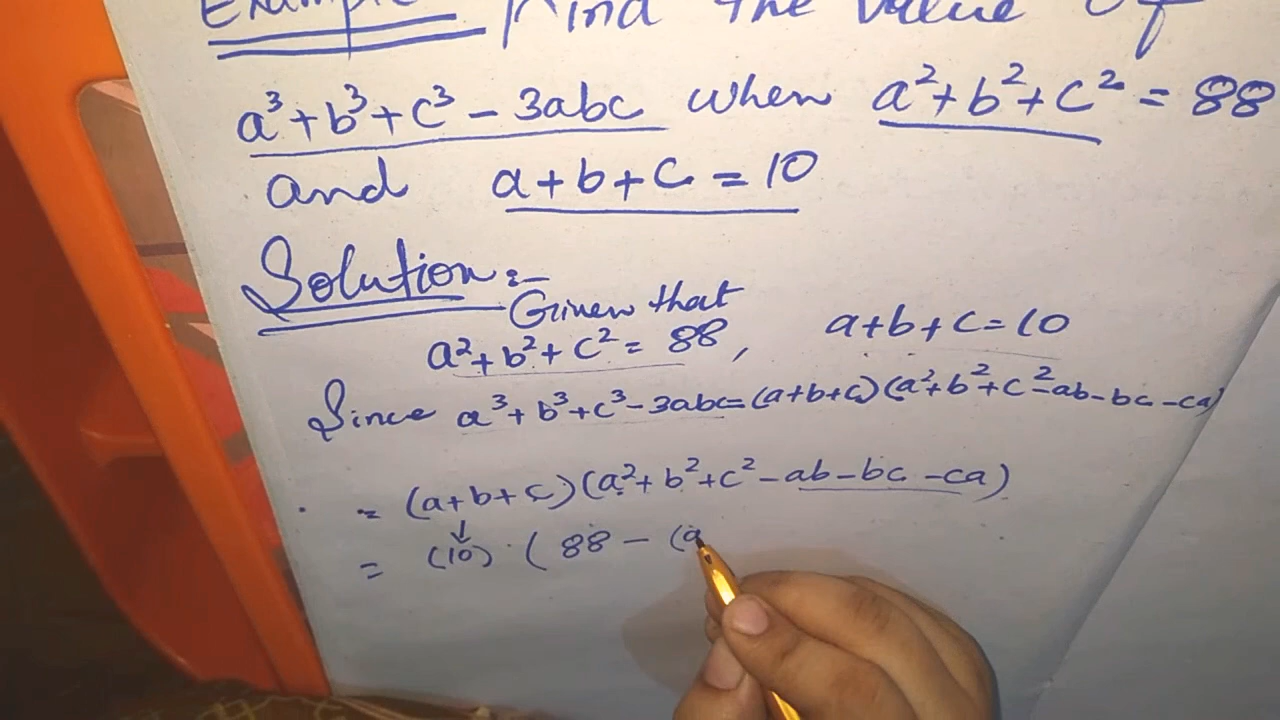 Example Find the value of
a³+b³+c³-3abc when a²+b²+c² = 88
and a+b+c = 10
Solution:-
Given that
a²+b²+c² = 88, a+b+c=10
Since a³+b³+c³-3abc=(a+b+c)(a²+b²+c²-ab-bc-ca)
= (a+b+c)(a²+b²+c²-ab-bc-ca)
= (10)·(88-(a